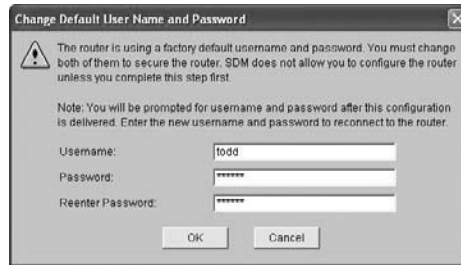 Change Default User Name and Password
The router is using a factory default username and password. You must change
both of them to secure the router. SDM does not allow you to configure the router
unless you complete this step first.
Note: You will be prompted for username and password after this configuration
is delivered. Enter the new username and password to reconnect to the router.
Username: todd
Password: ******
Reenter Password: ******
OK Cancel